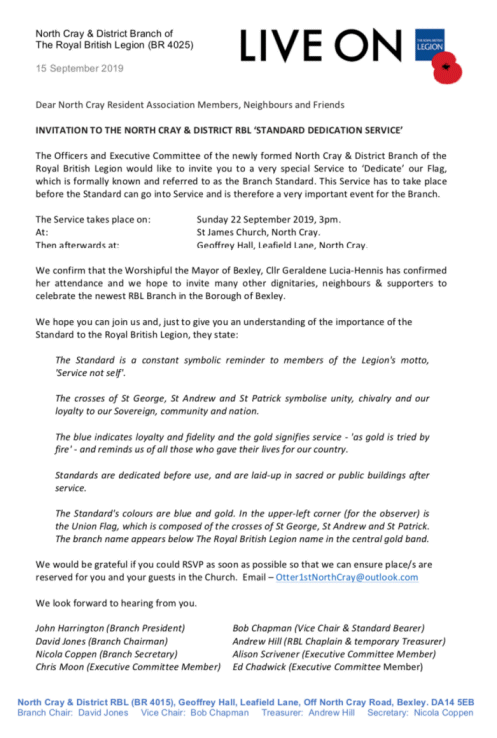 North Cray & District Branch of
The Royal British Legion (BR 4025)
LIVE ON
THE ROYAL BRITISH
LEGION
15 September 2019
Dear North Cray Resident Association Members, Neighbours and Friends
INVITATION TO THE NORTH CRAY & DISTRICT RBL ‘STANDARD DEDICATION SERVICE’
The Officers and Executive Committee of the newly formed North Cray & District Branch of the
Royal British Legion would like to invite you to a very special Service to ‘Dedicate’ our Flag,
which is formally known and referred to as the Branch Standard. This Service has to take place
before the Standard can go into Service and is therefore a very important event for the Branch.
The Service takes place on: Sunday 22 September 2019, 3pm.
At: St James Church, North Cray.
Then afterwards at: Geoffrey Hall, Leafield Lane, North Cray.
We confirm that the Worshipful the Mayor of Bexley, Cllr Geraldene Lucia-Hennis has confirmed
her attendance and we hope to invite many other dignitaries, neighbours & supporters to
celebrate the newest RBL Branch in the Borough of Bexley.
We hope you can join us and, just to give you an understanding of the importance of the
Standard to the Royal British Legion, they state:
The Standard is a constant symbolic reminder to members of the Legion's motto,
'Service not self'.
The crosses of St George, St Andrew and St Patrick symbolise unity, chivalry and our
loyalty to our Sovereign, community and nation.
The blue indicates loyalty and fidelity and the gold signifies service - 'as gold is tried by
fire' - and reminds us of all those who gave their lives for our country.
Standards are dedicated before use, and are laid-up in sacred or public buildings after
service.
The Standard's colours are blue and gold. In the upper-left corner (for the observer) is
the Union Flag, which is composed of the crosses of St George, St Andrew and St Patrick.
The branch name appears below The Royal British Legion name in the central gold band.
We would be grateful if you could RSVP as soon as possible so that we can ensure place/s are
reserved for you and your guests in the Church. Email – Otter1stNorthCray@outlook.com
We look forward to hearing from you.
John Harrington (Branch President) Bob Chapman (Vice Chair & Standard Bearer)
David Jones (Branch Chairman) Andrew Hill (RBL Chaplain & temporary Treasurer)
Nicola Coppen (Branch Secretary) Alison Scrivener (Executive Committee Member)
Chris Moon (Executive Committee Member) Ed Chadwick (Executive Committee Member)
North Cray & District RBL (BR 4015), Geoffrey Hall, Leafield Lane, Off North Cray Road, Bexley. DA14 5EB
Branch Chair: David Jones Vice Chair: Bob Chapman Treasurer: Andrew Hill Secretary: Nicola Coppen